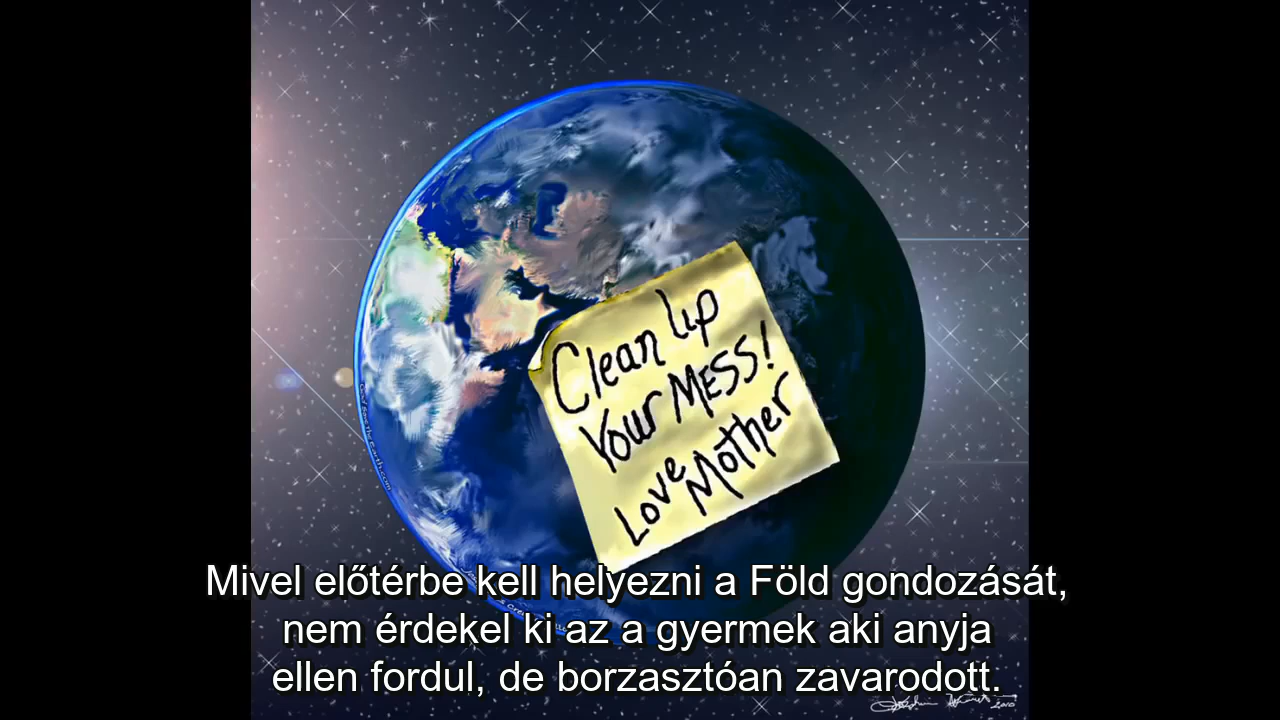 Clean Up
Your MESS!
Love Mother
Mivel előtérbe kell helyezni a Föld gondozását,
nem érdekel ki az a gyermek aki anyja
ellen fordul, de borzasztóan zavarodott.
2010